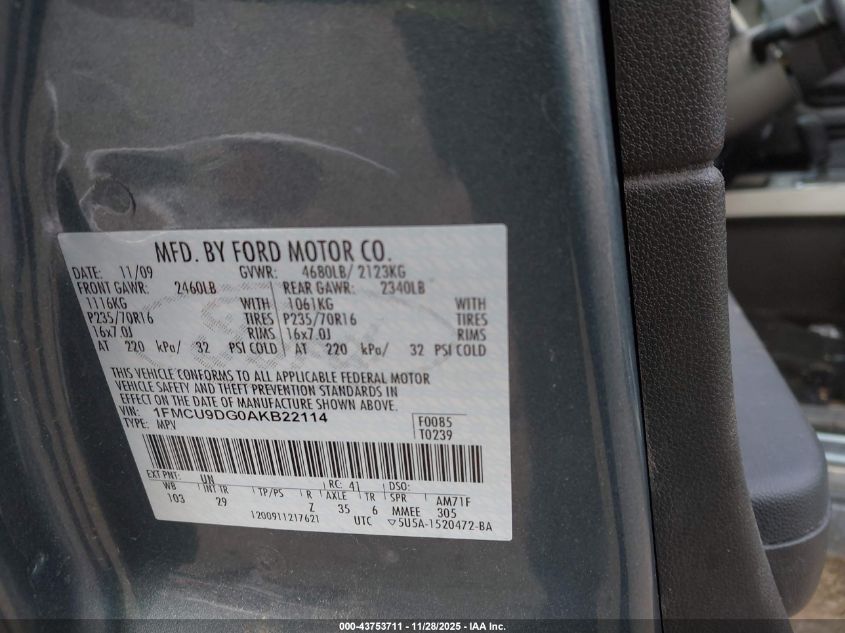 MFD. BY FORD MOTOR CO.
DATE: 11/09 GVWR: 4680LB/ 2123KG
FRONT GAWR: 2460LB REAR GAWR: 2340LB
1116KG WITH 1061KG WITH
P235/70R16 TIRES P235/70R16 TIRES
16x7.0J RIMS 16x7.0J RIMS
AT 220 kPa/ 32 PSI COLD AT 220 kPa/ 32 PSI COLD
THIS VEHICLE CONFORMS TO ALL APPLICABLE FEDERAL MOTOR
VEHICLE SAFETY AND THEFT PREVENTION STANDARDS IN
EFFECT ON THE DATE OF MANUFACTURE SHOWN ABOVE.
VIN: 1FMCU9DG0AKB22114 F0085
TYPE: MPV T0239
EXT PNT: UN RC: 41 DSO:
WB INT TR TP/PS R AXLE TR SPR AM71F
103 29 Z 35 6 MMEE 305
1200911217621 UTC ▽5U5A-1520472-BA
000-43753711 - 11/28/2025 - IAA Inc.